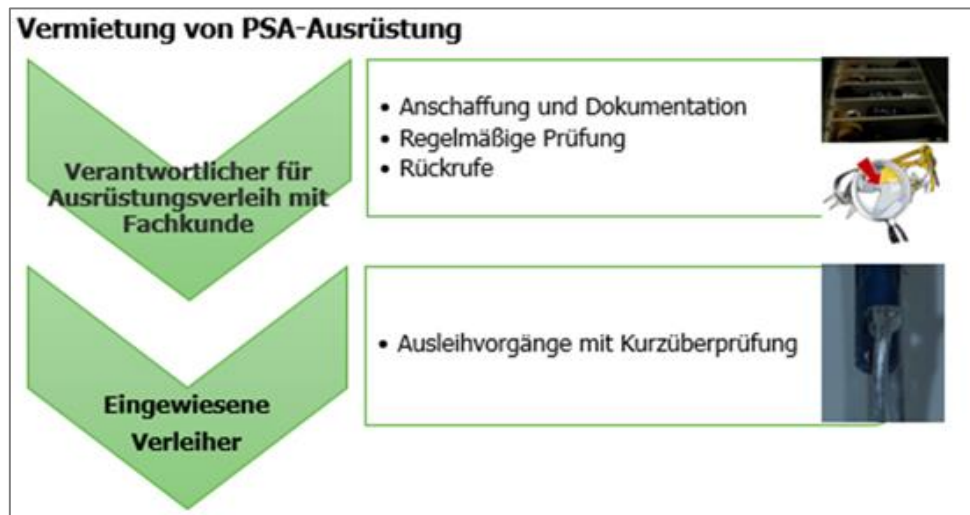 Vermietung von PSA-Ausrüstung
Verantwortlicher für
Ausrüstungsverleih mit
Fachkunde
• Anschaffung und Dokumentation
• Regelmäßige Prüfung
• Rückrufe
Eingewiesene
Verleiher
• Ausleihvorgänge mit Kurzüberprüfung